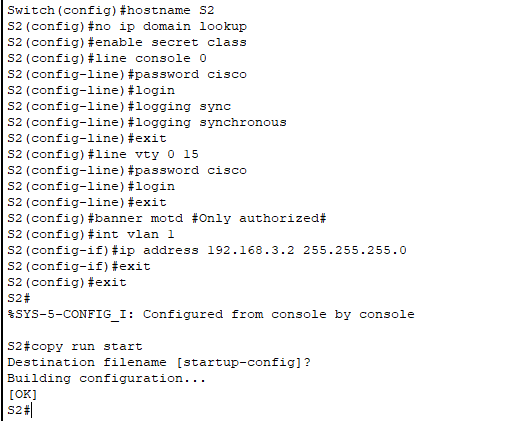 Switch(config)#hostname S2
S2(config)#no ip domain lookup
S2(config)#enable secret class
S2(config)#line console 0
S2(config-line)#password cisco
S2(config-line)#login
S2(config-line)#logging sync
S2(config-line)#logging synchronous
S2(config-line)#exit
S2(config)#line vty 0 15
S2(config-line)#password cisco
S2(config-line)#login
S2(config-line)#exit
S2(config)#banner motd #Only authorized#
S2(config)#int vlan 1
S2(config-if)#ip address 192.168.3.2 255.255.255.0
S2(config-if)#exit
S2(config)#exit
S2#
%SYS-5-CONFIG_I: Configured from console by console
S2#copy run start
Destination filename [startup-config]?
Building configuration...
[OK]
S2#